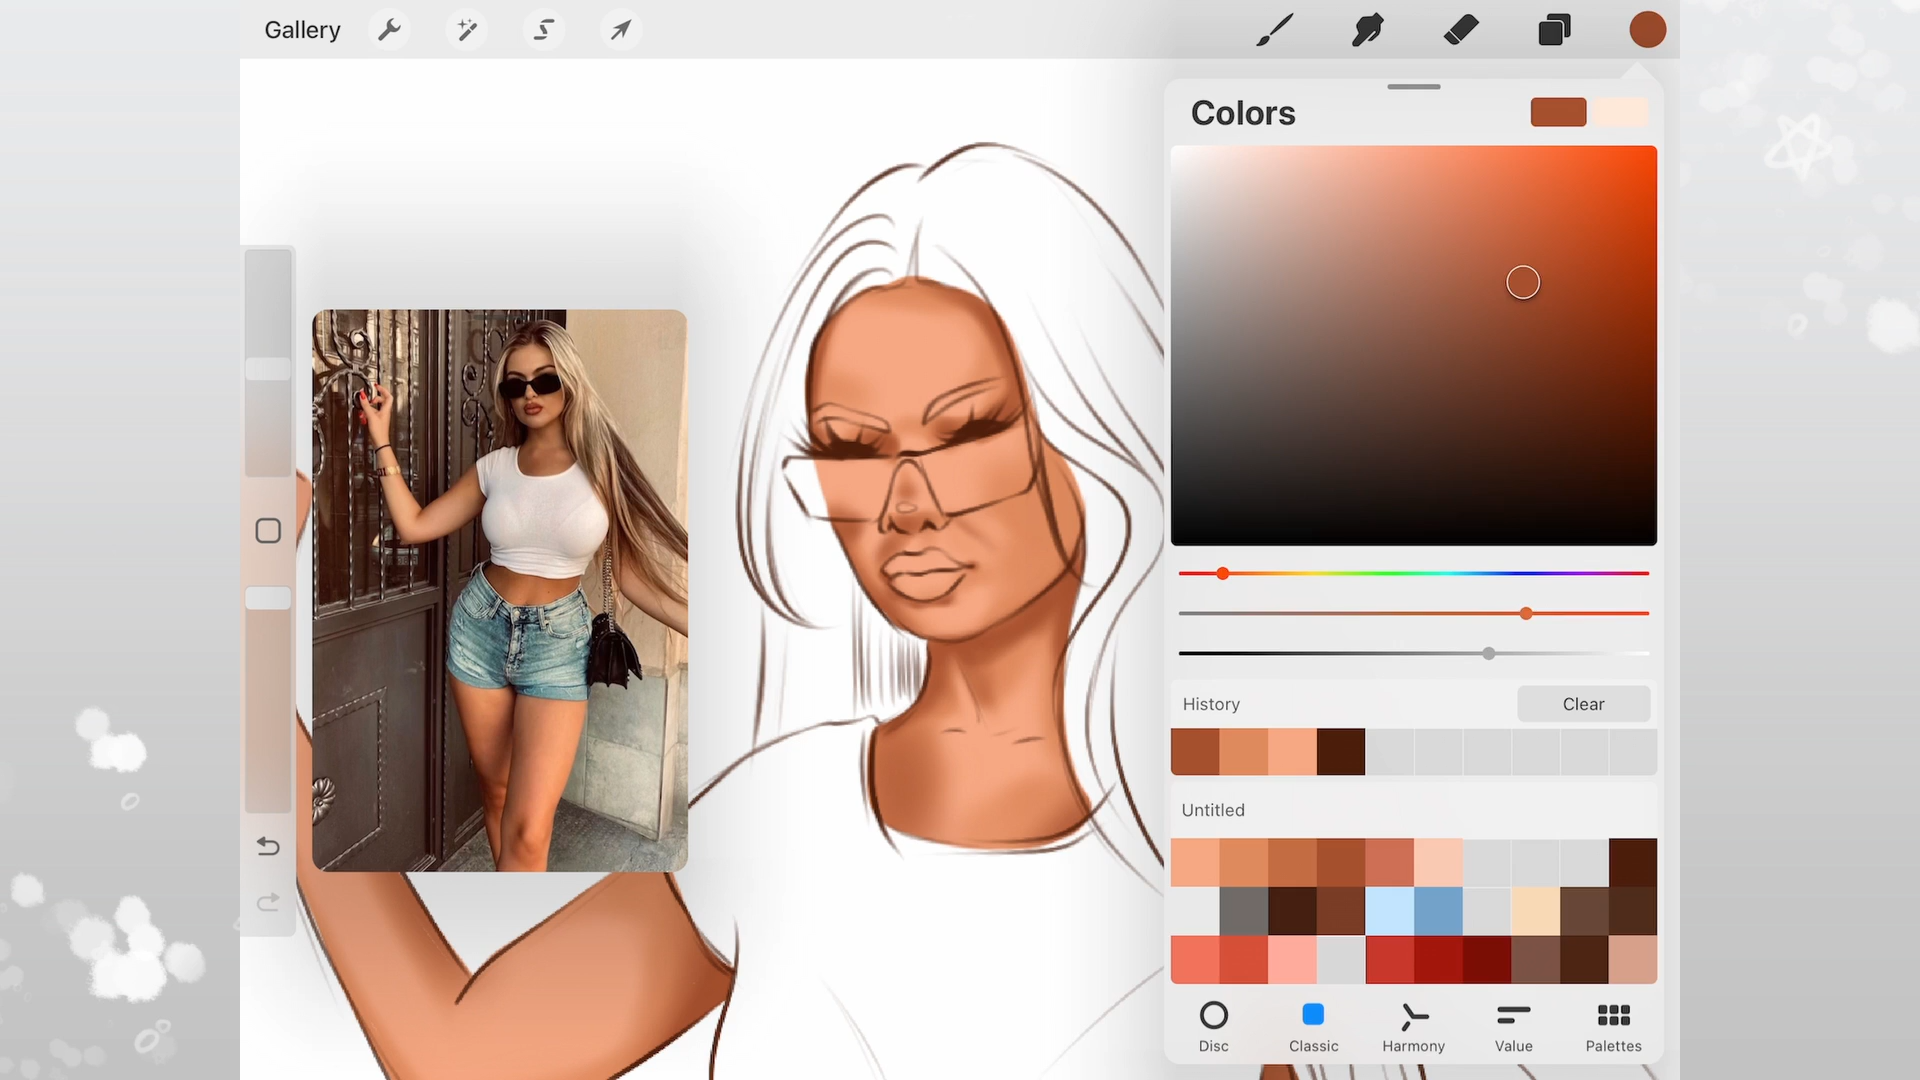 Gallery
Colors
History
Clear
Untitled
Disc
Classic
Harmony
Value
Palettes